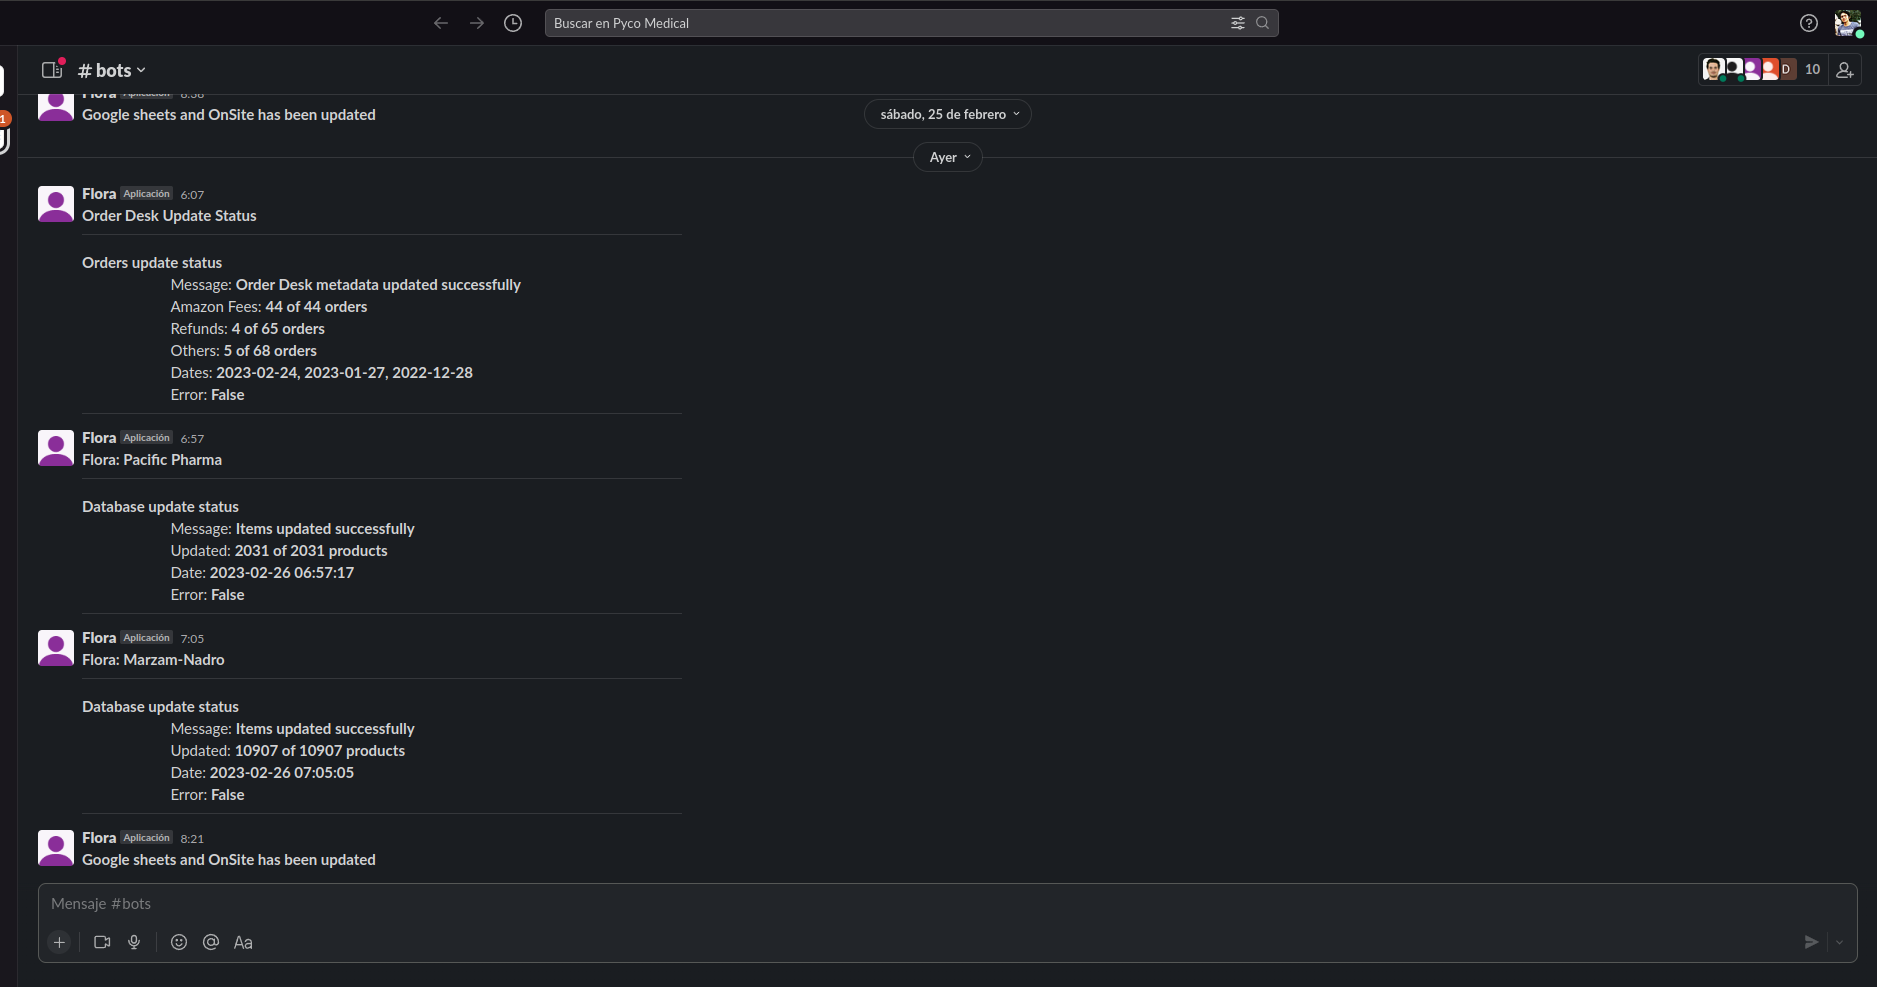 Buscar en Pyco Medical
# bots
D 10
1
Flora Aplicación 6:38
Google sheets and OnSite has been updated
sábado, 25 de febrero
Ayer
Flora Aplicación 6:07
Order Desk Update Status
Orders update status
Message: Order Desk metadata updated successfully
Amazon Fees: 44 of 44 orders
Refunds: 4 of 65 orders
Others: 5 of 68 orders
Dates: 2023-02-24, 2023-01-27, 2022-12-28
Error: False
Flora Aplicación 6:57
Flora: Pacific Pharma
Database update status
Message: Items updated successfully
Updated: 2031 of 2031 products
Date: 2023-02-26 06:57:17
Error: False
Flora Aplicación 7:05
Flora: Marzam-Nadro
Database update status
Message: Items updated successfully
Updated: 10907 of 10907 products
Date: 2023-02-26 07:05:05
Error: False
Flora Aplicación 8:21
Google sheets and OnSite has been updated
Mensaje #bots
Aa